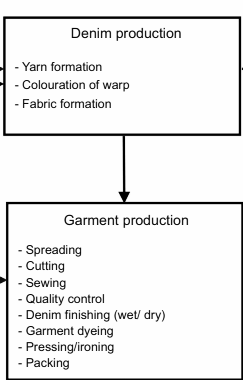 Denim production
- Yarn formation
- Colouration of warp
- Fabric formation
Garment production
- Spreading
- Cutting
- Sewing
- Quality control
- Denim finishing (wet/ dry)
- Garment dyeing
- Pressing/ironing
- Packing